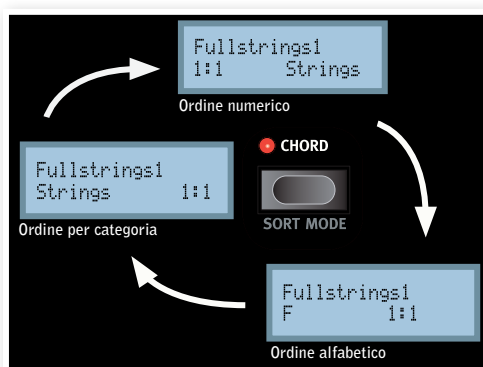 Fullstrings1
1:1 Strings
Ordine numerico
CHORD
SORT MODE
Fullstrings1
Strings 1:1
Ordine per categoria
Fullstrings1
F 1:1
Ordine alfabetico